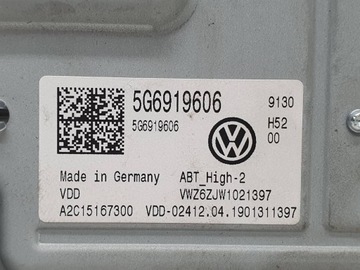 5G6919606
9130
5G6919606
H52
00
Made in Germany ABT_High-2
VDD VWZ6ZJW1021397
A2C15167300 VDD-02412.04.1901311397